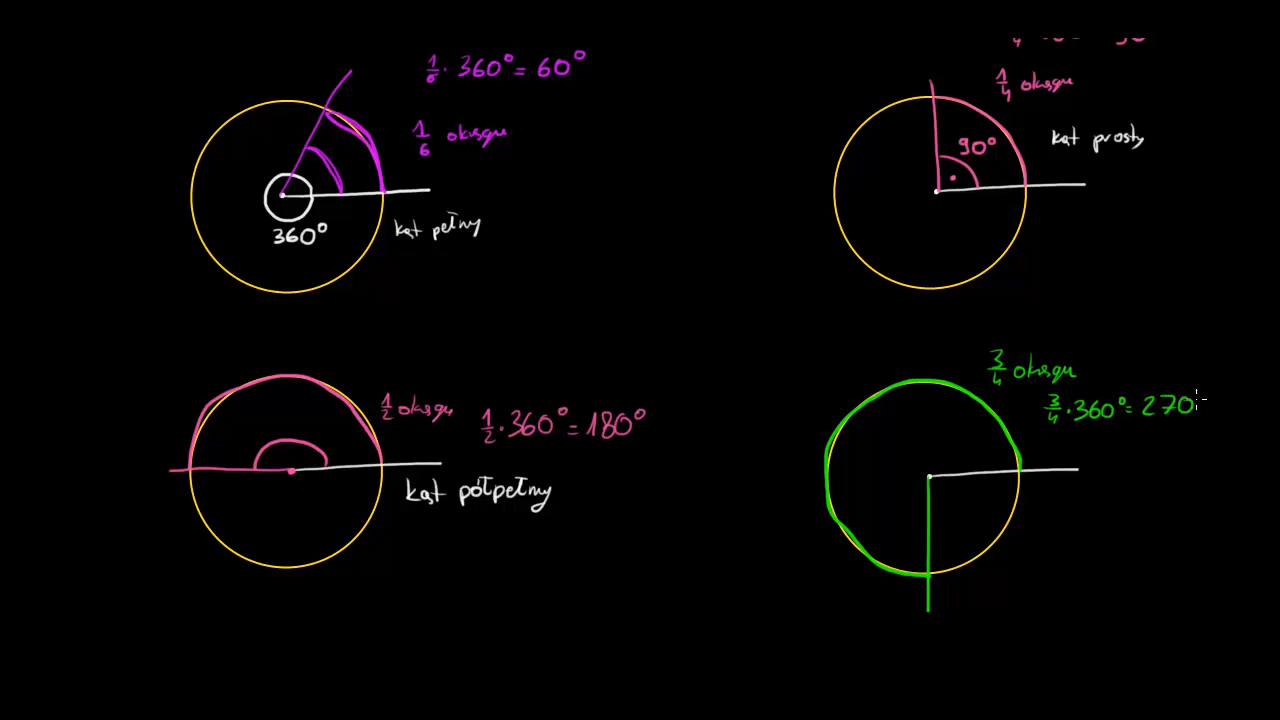 1/6 · 360° = 60°
1/6 okręgu
360°
kąt pełny
1/4 okręgu
90°
kąt prosty
1/2 okręgu
1/2 · 360° = 180°
kąt półpełny
3/4 okręgu
3/4 · 360° = 270